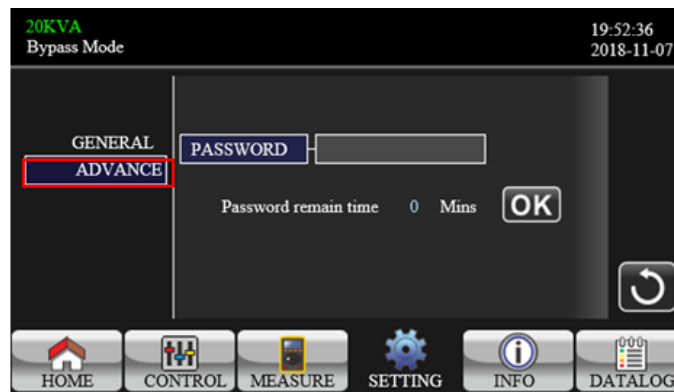 20KVA
19:52:36
Bypass Mode
2018-11-07
GENERAL
ADVANCE
PASSWORD
Password remain time 0 Mins OK
HOME CONTROL MEASURE SETTING INFO DATALOG